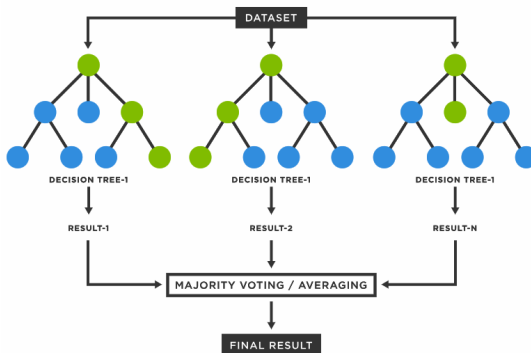 DATASET
DECISION TREE-1
DECISION TREE-1
DECISION TREE-1
RESULT-1
RESULT-2
RESULT-N
MAJORITY VOTING / AVERAGING
FINAL RESULT